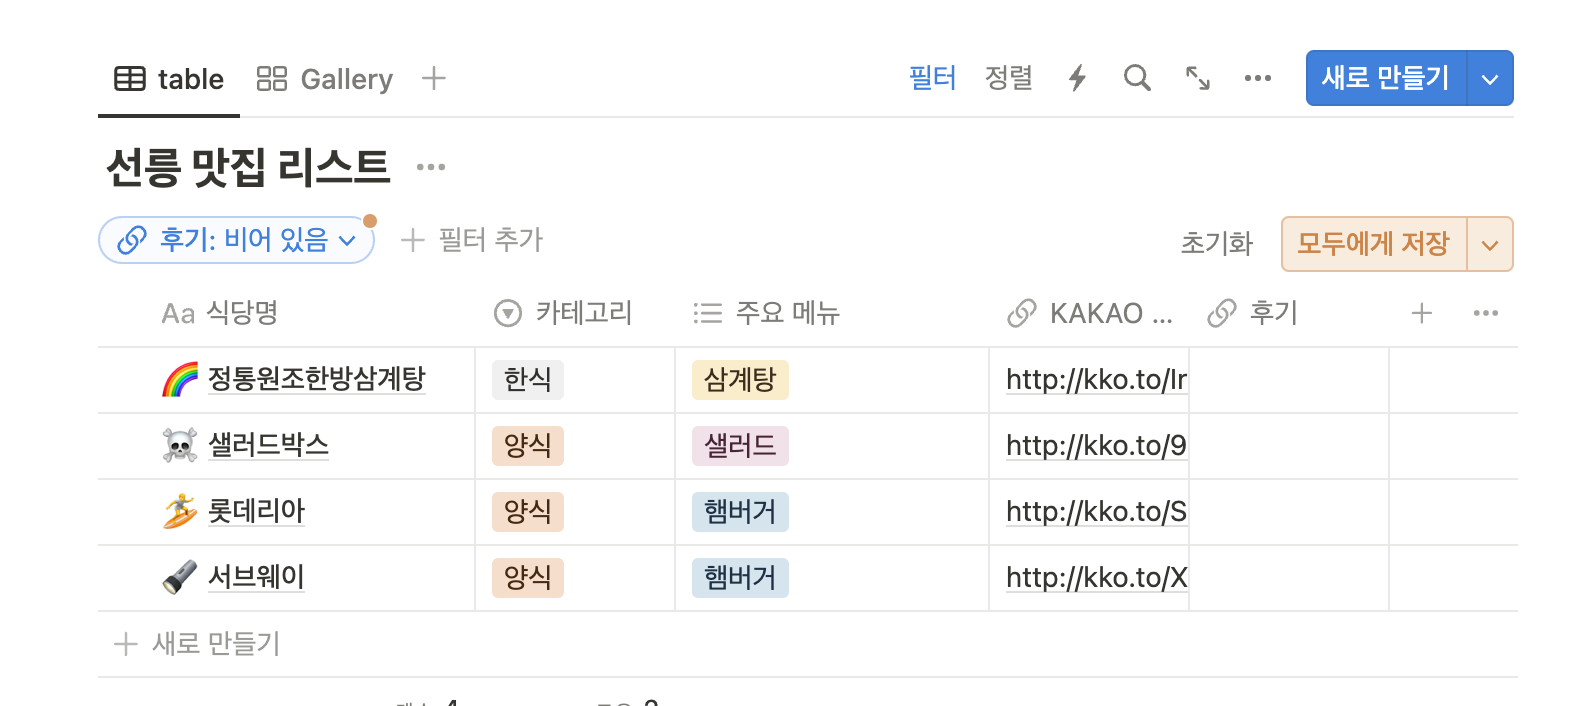 table Gallery 필터 정렬 새로 만들기
선릉 맛집 리스트
후기: 비어 있음 필터 추가 초기화 모두에게 저장
Aa 식당명 카테고리 주요 메뉴 KAKAO ... 후기
정통원조한방삼계탕 한식 삼계탕 http://kko.to/Ir
샐러드박스 양식 샐러드 http://kko.to/9
롯데리아 양식 햄버거 http://kko.to/S
서브웨이 양식 햄버거 http://kko.to/X
새로 만들기